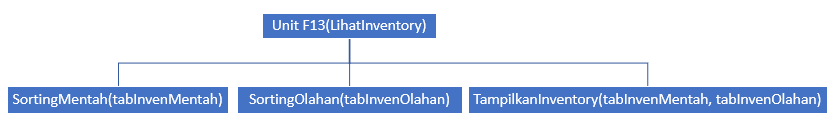 Unit F13(LihatInventory)
SortingMentah(tabInvenMentah)
SortingOlahan(tabInvenOlahan)
TampilkanInventory(tabInvenMentah, tabInvenOlahan)